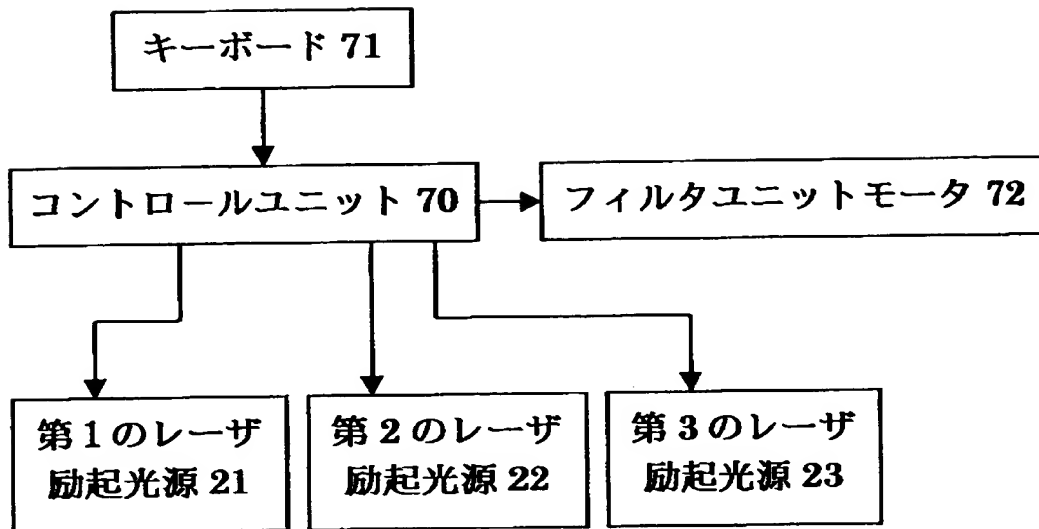 キーボード 71
コントロールユニット 70
フィルタユニットモータ 72
第1のレーザ
励起光源 21
第2のレーザ
励起光源 22
第3のレーザ
励起光源 23